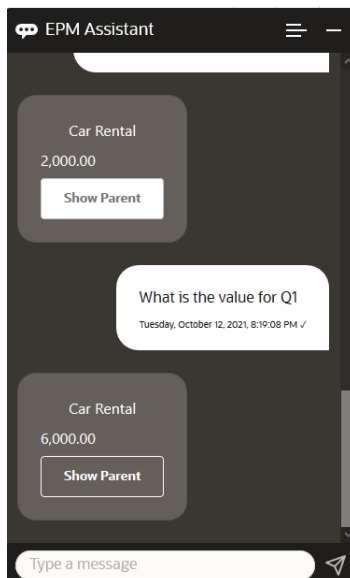 EPM Assistant
Car Rental
2,000.00
Show Parent
What is the value for Q1
Tuesday, October 12, 2021, 8:19:08 PM ✓
Car Rental
6,000.00
Show Parent
Type a message